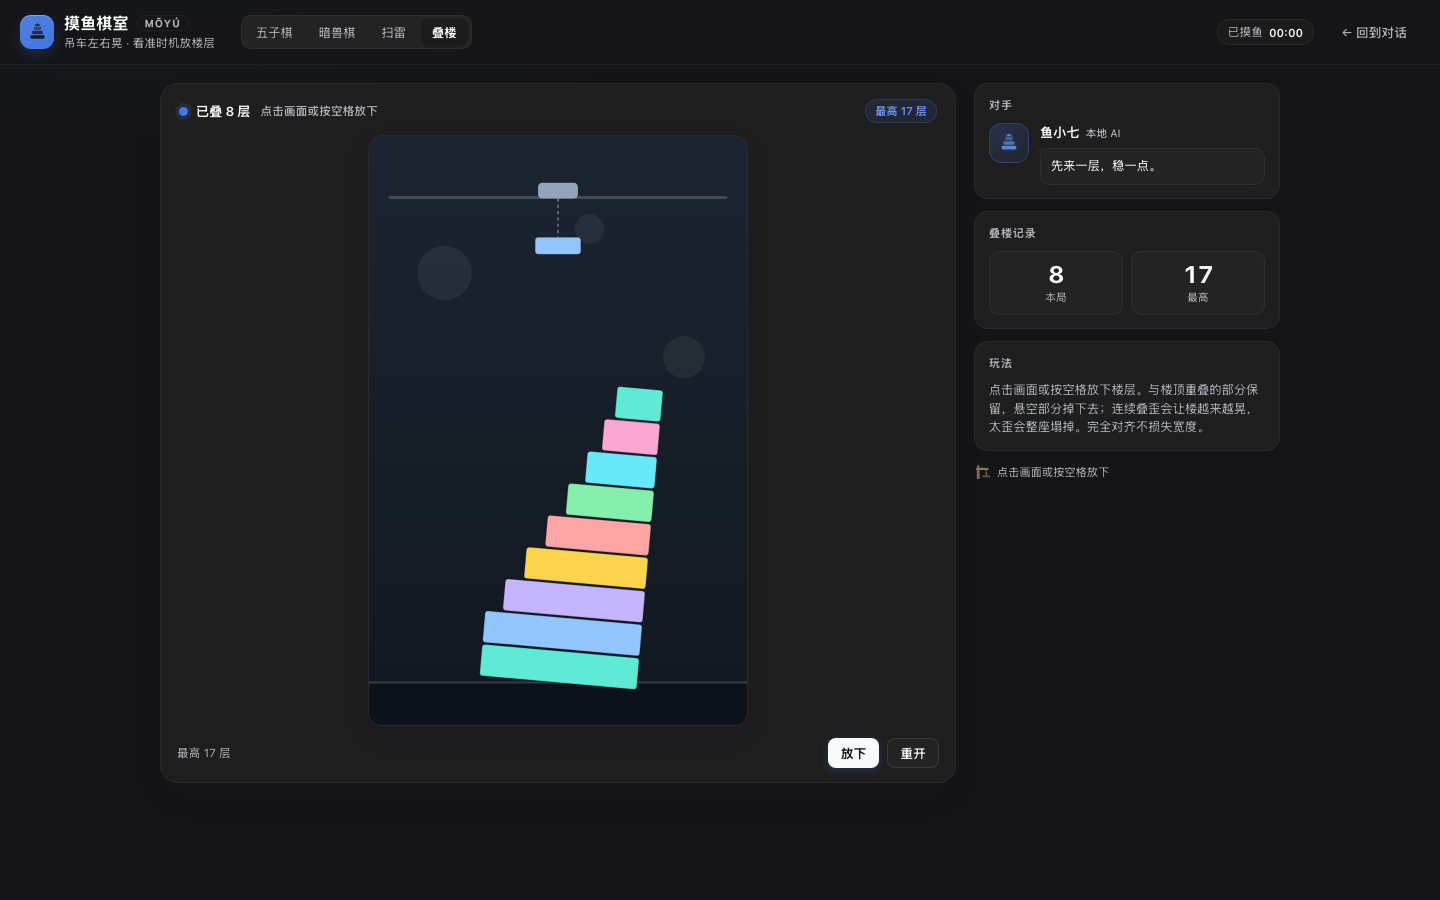 摸鱼棋室 MŌYÚ
吊车左右晃 · 看准时机放楼层
五子棋 暗兽棋 扫雷 叠楼
已摸鱼 00:00
← 回到对话
已叠 8 层 点击画面或按空格放下
最高 17 层
最高 17 层
放下 重开
对手
鱼小七 本地 AI
先来一层，稳一点。
叠楼记录
8 17
本局 最高
玩法
点击画面或按空格放下楼层。与楼顶重叠的部分保
留，悬空部分掉下去；连续叠歪会让楼越来越晃，
太歪会整座塌掉。完全对齐不损失宽度。
点击画面或按空格放下